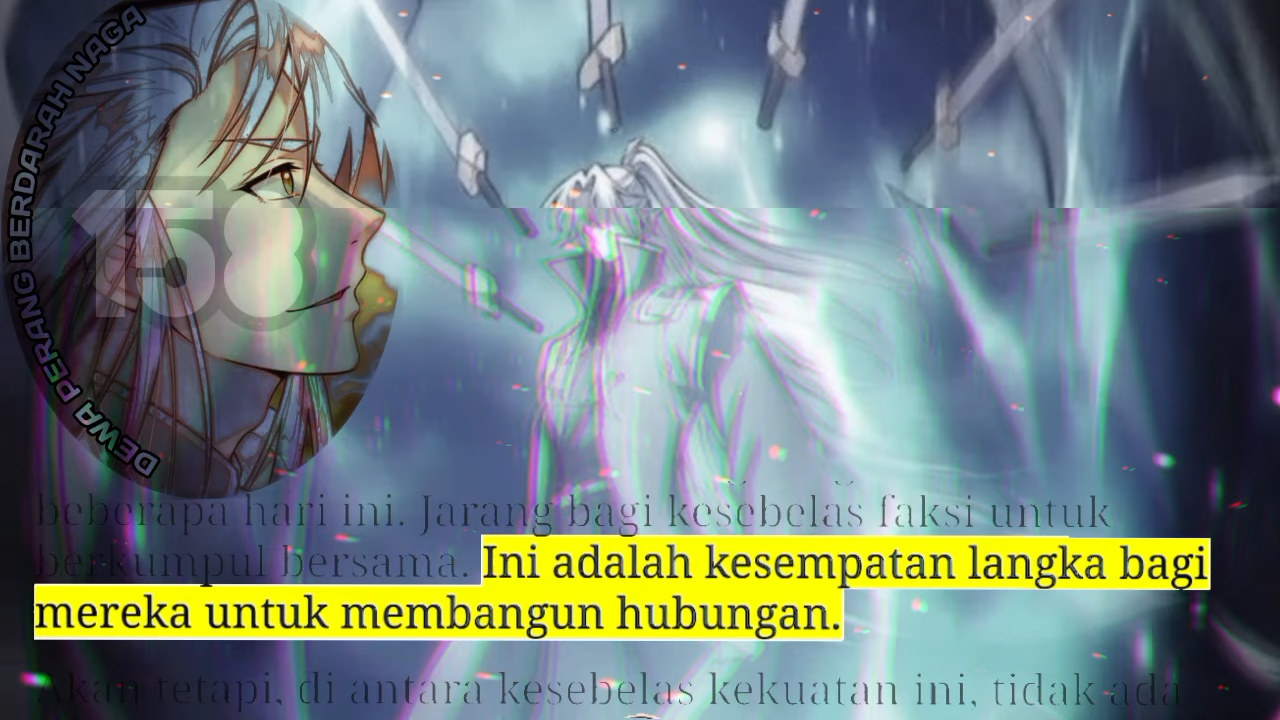 DEWA PERANG BERDARAH NAGA
158
beberapa hari ini. Jarang bagi kesebelas faksi untuk
berkumpul bersama. Ini adalah kesempatan langka bagi
mereka untuk membangun hubungan.
Akan tetapi, di antara kesebelas kekuatan ini, tidak ada